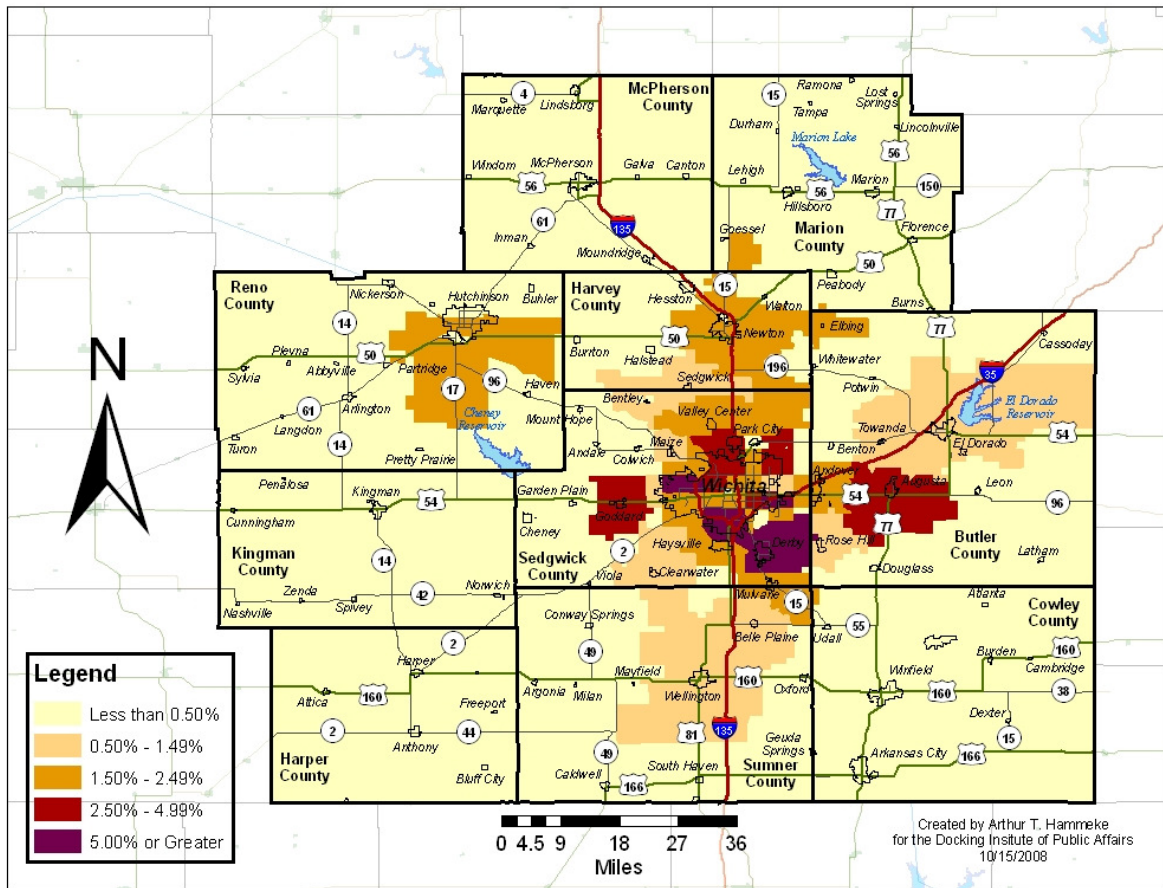 McPherson
County
4
Marquette
Lindsborg
15
Ramona
Lost
Springs
Tampa
Durham
Marion Lake
Lincolnville
56
Windom
McPherson
Galva
Canton
Lehigh
56
56
150
Hillsboro
Marion
61
135
Goessel
77
Florence
Marion
County
Inman
Moundridge
50
Peabody
Reno
County
Nickerson
Hutchinson
Buhler
Harvey
County
Hesston
15
Walton
Burns
14
Newton
Elbing
77
Cassoday
Plevna
50
Burrton
50
Halstead
Whitewater
35
Sylvia
Abbyville
Partridge
96
Haven
Sedgwick
196
Potwin
17
61
Arlington
Langdon
Cheney
Reservoir
Mount Hope
Bentley
Valley Center
Park City
Towanda
El Dorado
Reservoir
Turon
14
Pretty Prairie
Andale
Colwich
Maize
Benton
El Dorado
54
Penalosa
Kingman
54
Garden Plain
Wichita
Andover
54
Augusta
Leon
96
Cunningham
Cheney
Goddard
77
N
Kingman
County
14
Sedgwick
County
2
Haysville
Derby
Rose Hill
Butler
County
Viola
Clearwater
Douglass
Latham
Zenda
42
Norwich
Mulvane
Nashville
Spivey
Conway Springs
15
Atlanta
Cowley
County
2
49
Belle Plaine
Udall
55
Harper
Burden
160
Cambridge
Mayfield
160
Winfield
160
Attica
160
Argonia
Milan
Wellington
Oxford
38
Freeport
Dexter
2
Anthony
44
81
135
15
Harper
County
Bluff City
49
Geuda
Springs
Arkansas City
166
Caldwell
166
South Haven
Sumner
County
Legend
Less than 0.50%
0.50% - 1.49%
1.50% - 2.49%
2.50% - 4.99%
5.00% or Greater
0 4.5 9 18 27 36
Miles
Created by Arthur T. Hammeke
for the Docking Insitute of Public Affairs
10/15/2008